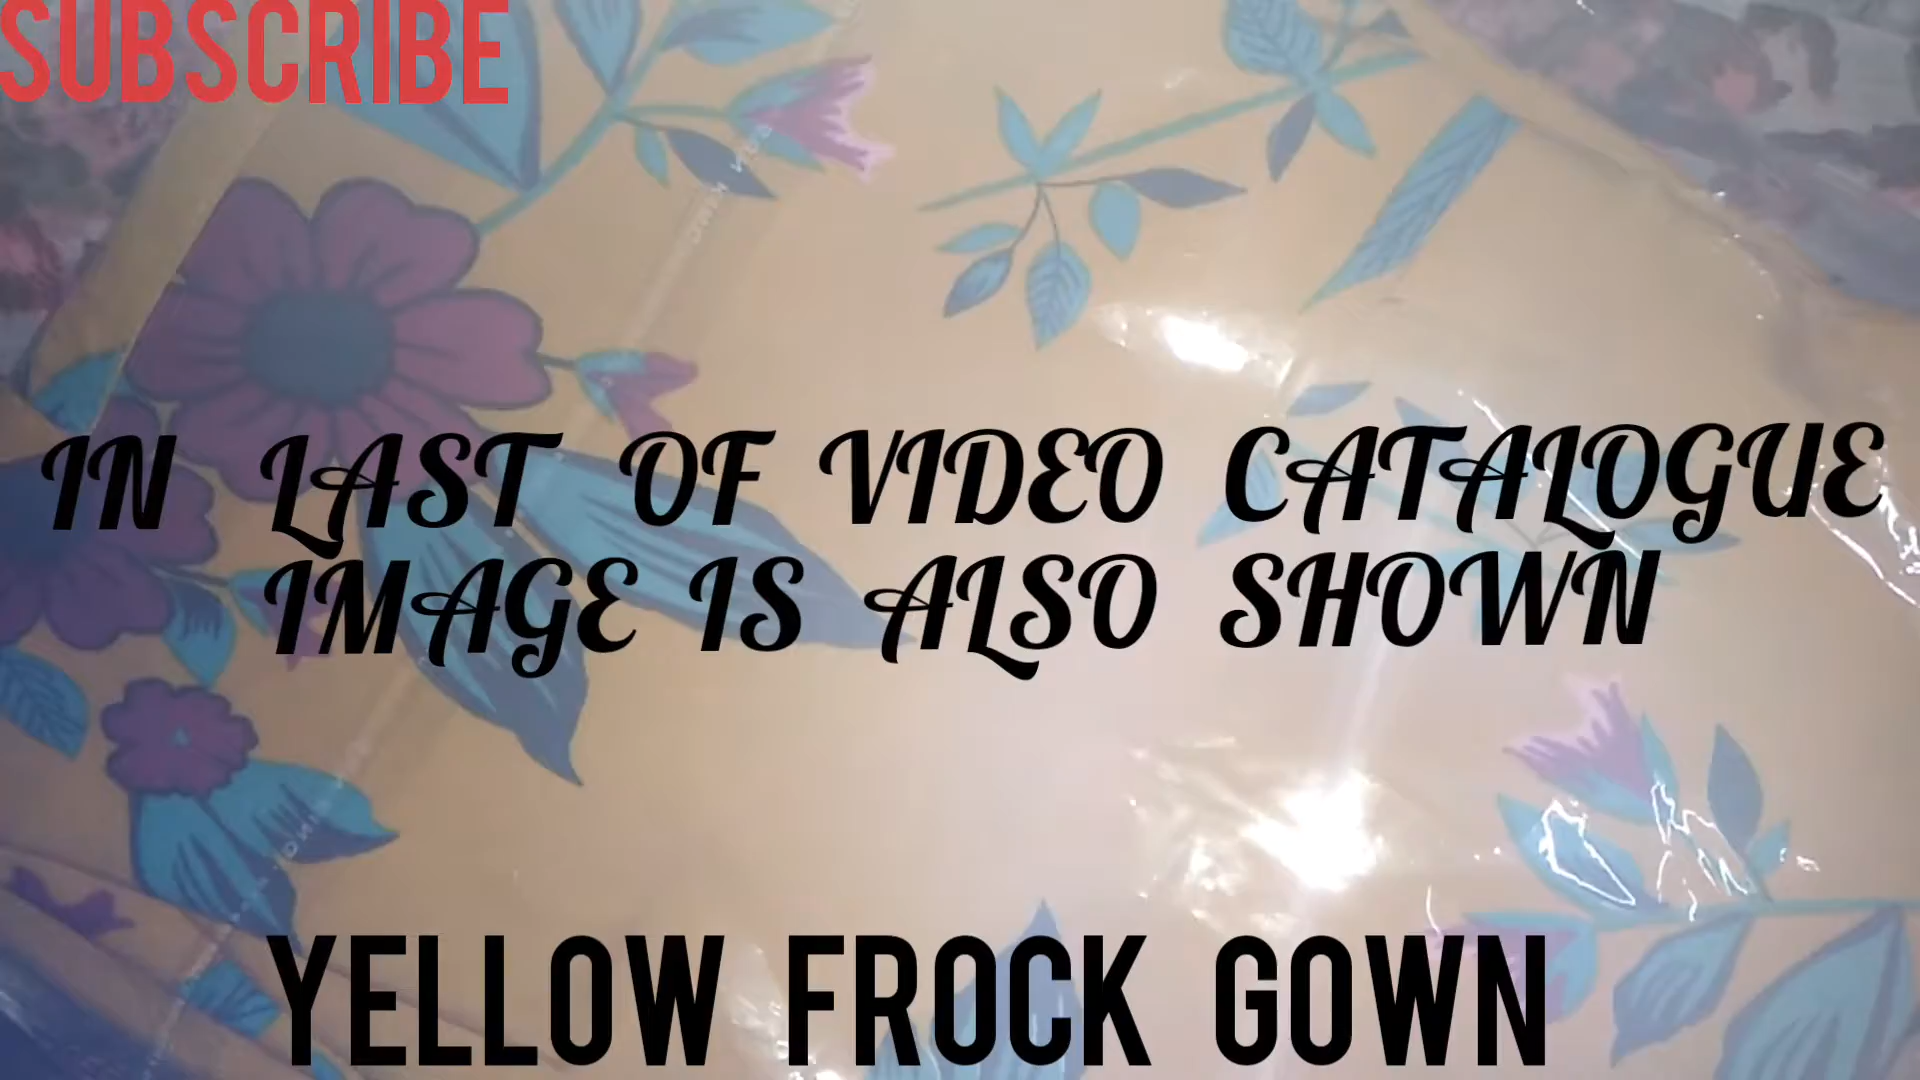 SUBSCRIBE
IN LAST OF VIDEO CATALOGUE
IMAGE IS ALSO SHOWN
YELLOW FROCK GOWN